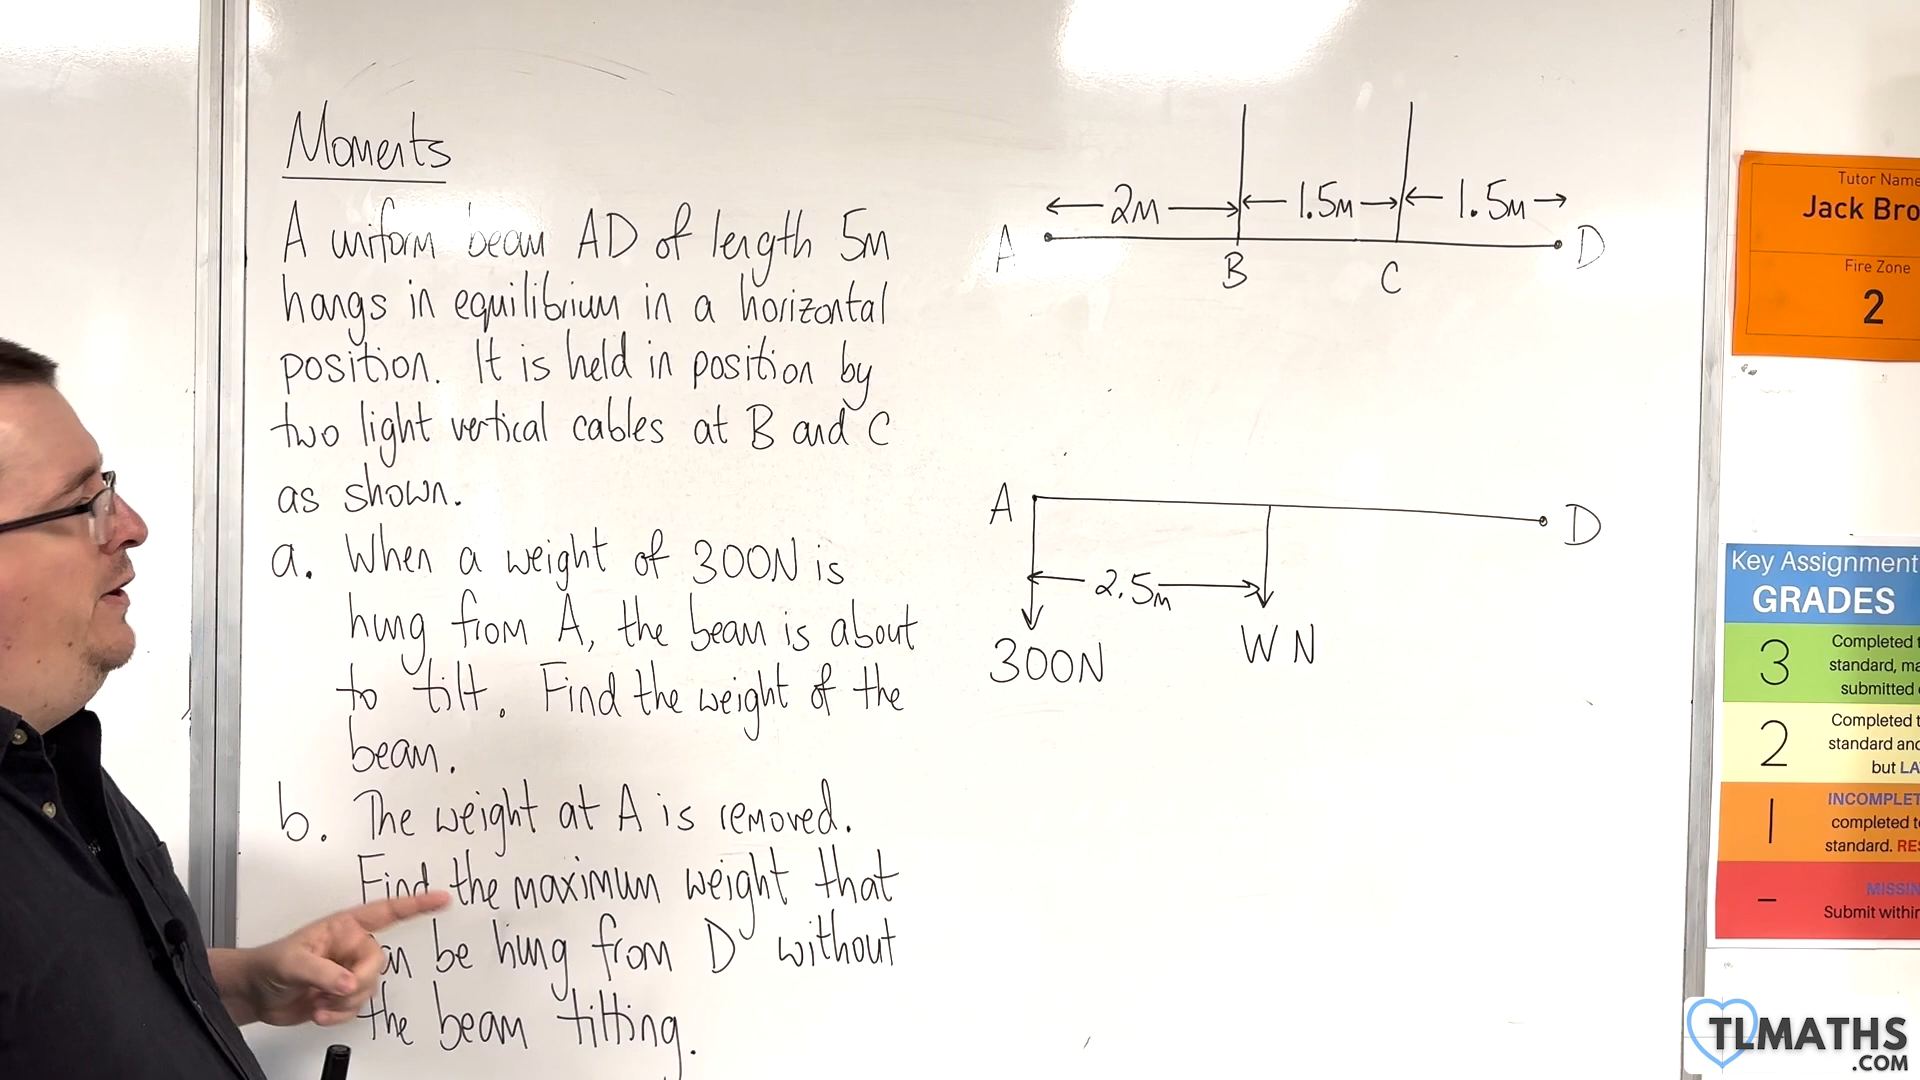 Moments
A uniform beam AD of length 5m
hangs in equilibrium in a horizontal
position. It is held in position by
two light vertical cables at B and C
as shown.
a. When a weight of 300N is
hung from A, the beam is about
to tilt. Find the weight of the
beam.
b. The weight at A is removed.
Find the maximum weight that
be hung from D without
the beam tilting.
2m 1.5m 1.5m
A B C D
A D
2.5m
300N W N
Tutor Name
Jack Bro
Fire Zone
2
Key Assignment
GRADES
3 Completed t
standard, ma
submitted
2 Completed t
standard and
but LA
1 INCOMPLET
completed t
standard. RE
- MISSIN
Submit within
TLMATHS
.COM